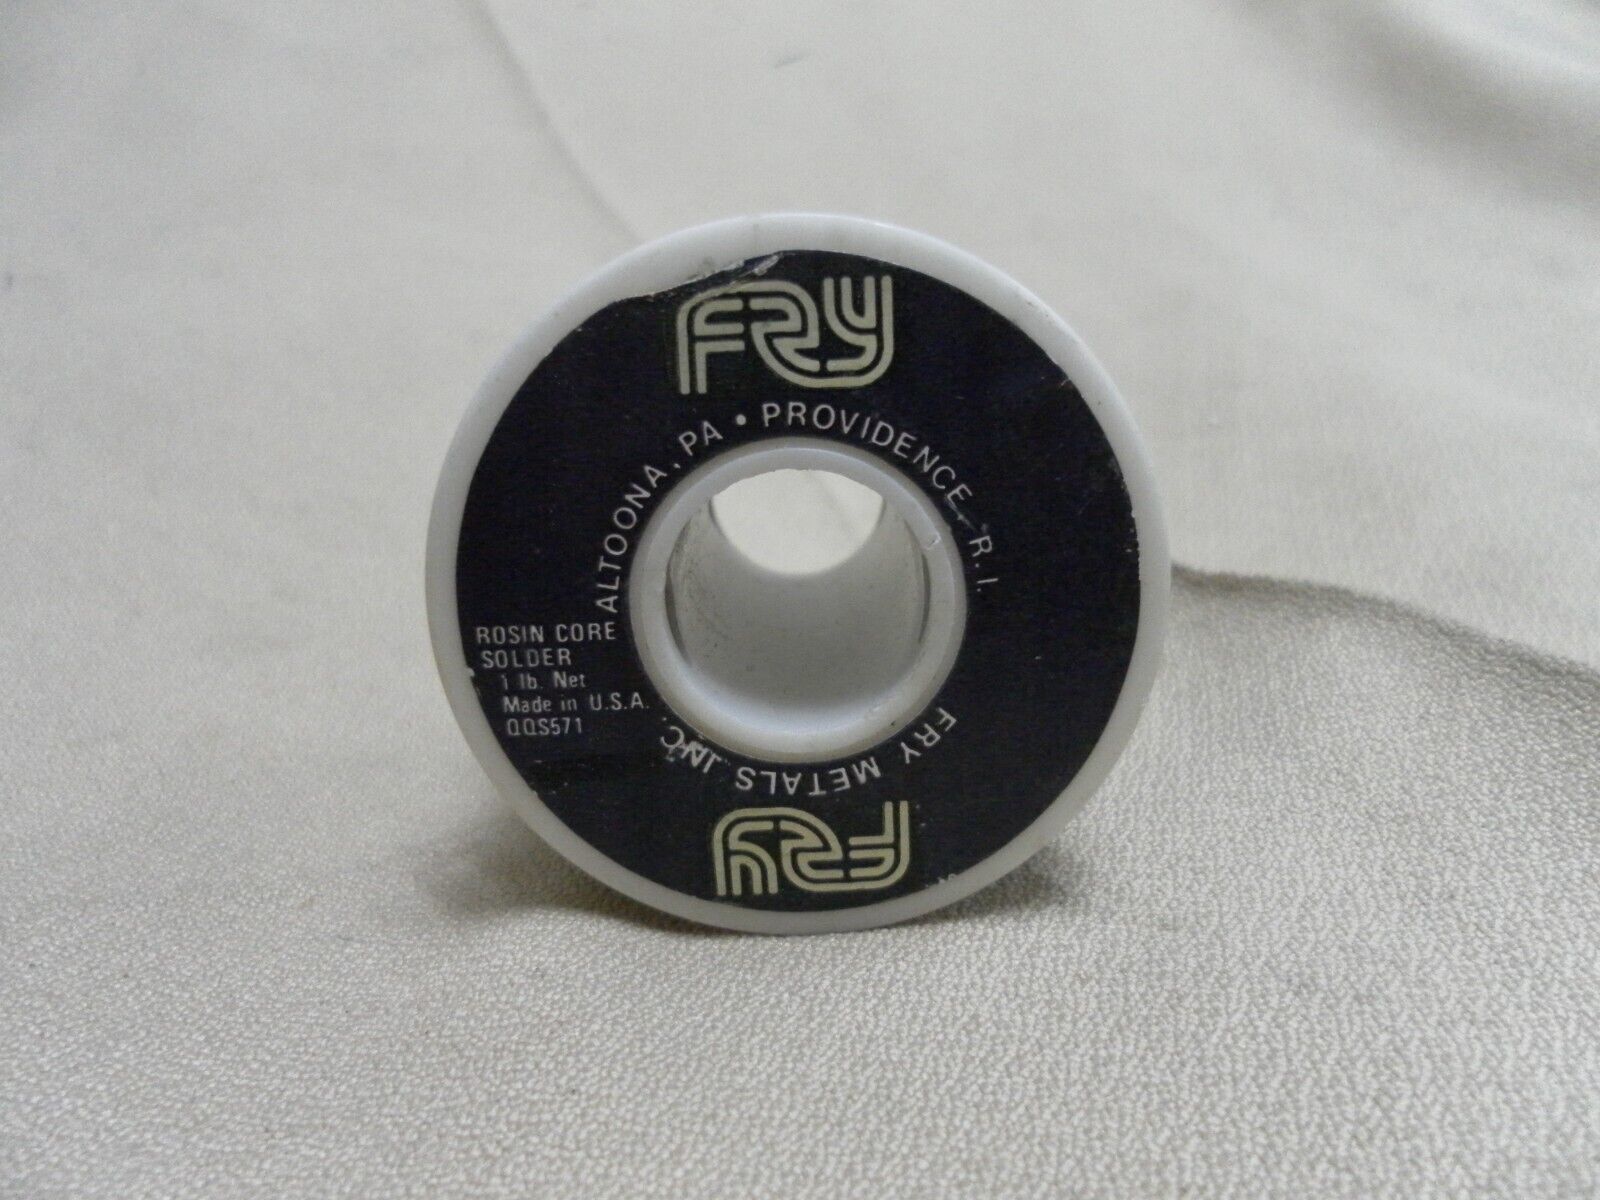 FRY
ALTOONA, PA • PROVIDENCE, R.I.
ROSIN CORE
SOLDER
1 lb. Net
Made in U.S.A.
QQS571
FRY METALS INC.
FRY